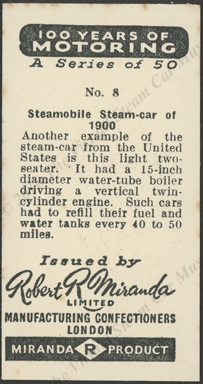 100 YEARS OF
MOTORING
A Series of 50
No. 8
Steamobile Steam-car of
1900
Another example of the
steam-car from the United
States is this light two-
seater. It had a 15-inch
diameter water-tube boiler
driving a vertical twin-
cylinder engine. Such cars
had to refill their fuel and
water tanks every 40 to 50
miles.
Issued by
Robert R. Miranda
LIMITED
MANUFACTURING CONFECTIONERS
LONDON
MIRANDA R PRODUCT